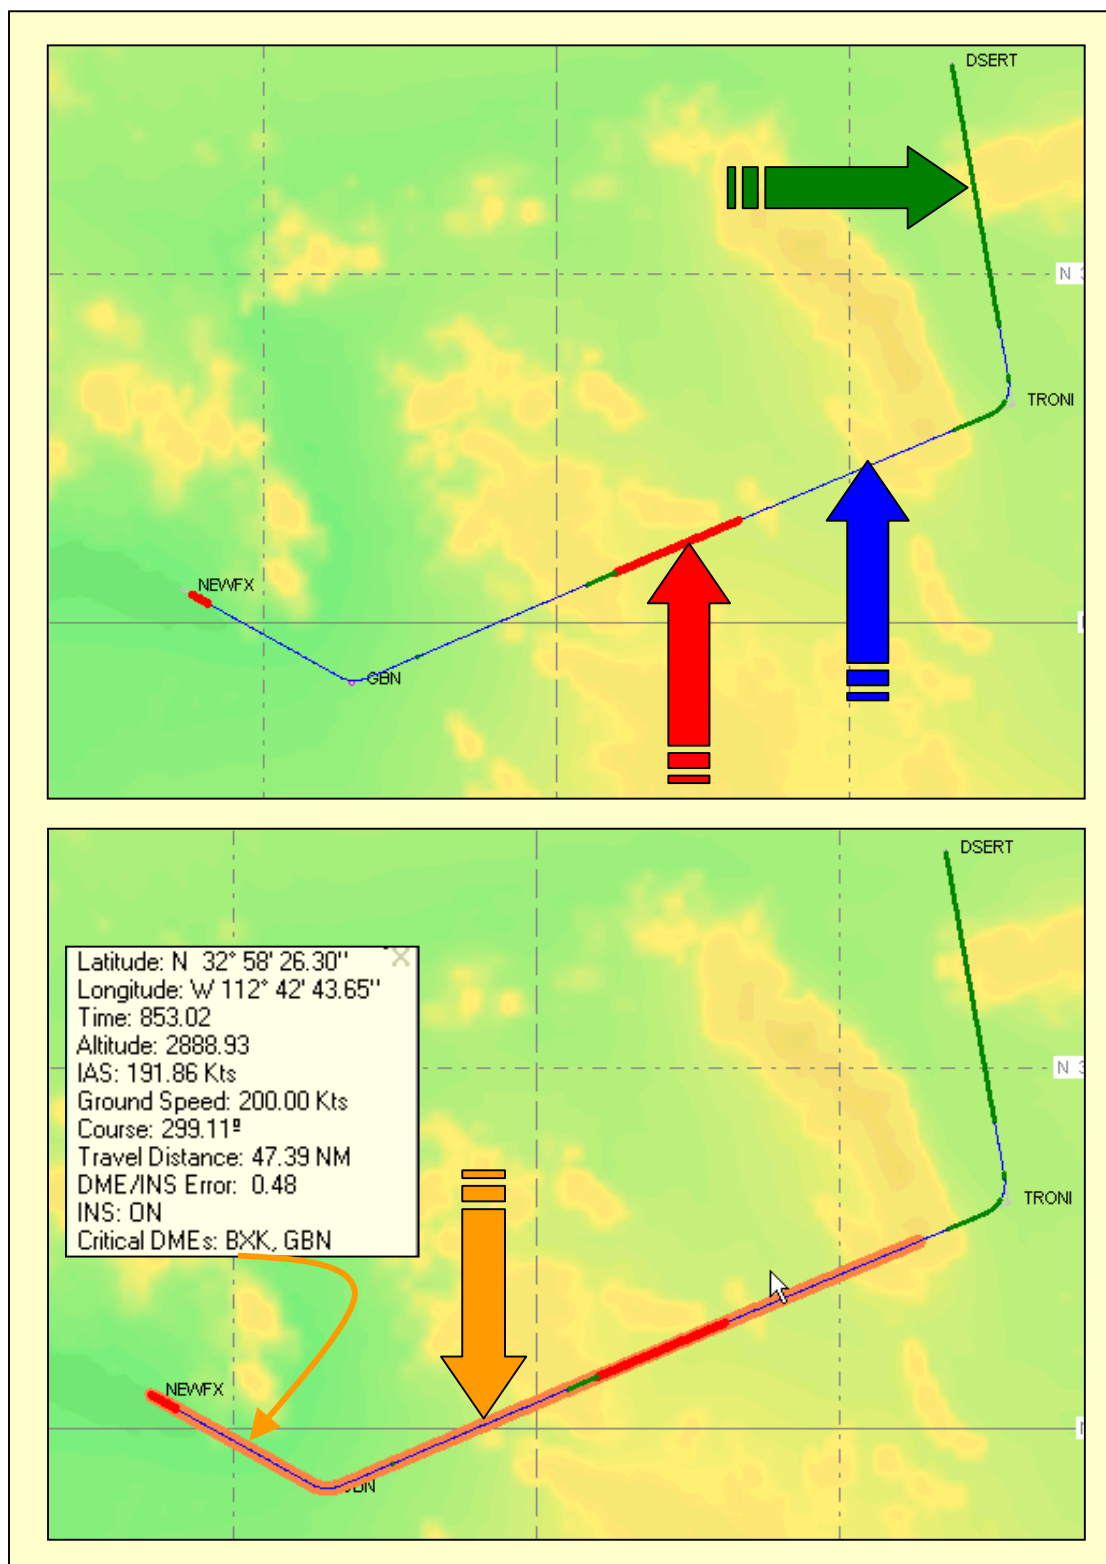 DSERT
N 3
TRONI
NEWFX
GBN
DSERT
Latitude: N 32° 58' 26.30"
Longitude: W 112° 42' 43.65"
Time: 853.02
Altitude: 2888.93
IAS: 191.86 Kts
N 3
Ground Speed: 200.00 Kts
Course: 299.11º
Travel Distance: 47.39 NM
DME/INS Error: 0.48
TRONI
INS: ON
Critical DMEs: BXK, GBN
NEWFX